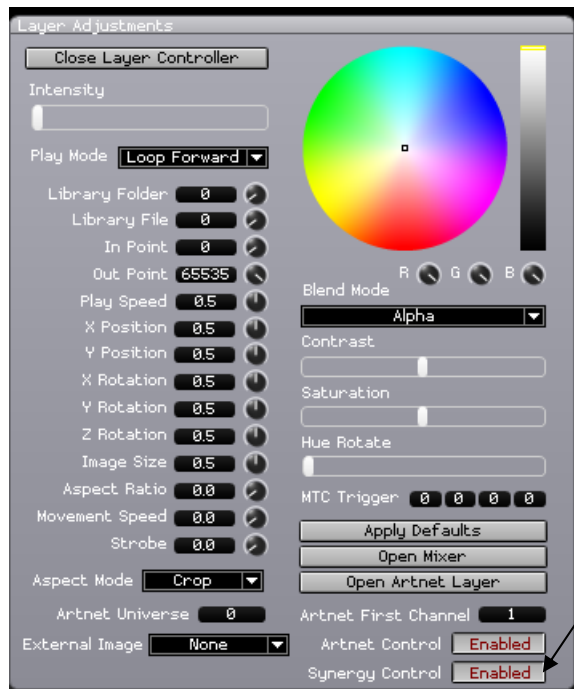 Layer Adjustments
Close Layer Controller
Intensity
Play Mode Loop Forward
Library Folder 0
Library File 0
In Point 0
Out Point 65535
Play Speed 0.5
X Position 0.5
Y Position 0.5
X Rotation 0.5
Y Rotation 0.5
Z Rotation 0.5
Image Size 0.5
Aspect Ratio 0.0
Movement Speed 0.0
Strobe 0.0
Aspect Mode Crop
Artnet Universe 0
External Image None
R G B
Blend Mode
Alpha
Contrast
Saturation
Hue Rotate
MTC Trigger 0 0 0 0
Apply Defaults
Open Mixer
Open Artnet Layer
Artnet First Channel 1
Artnet Control Enabled
Synergy Control Enabled